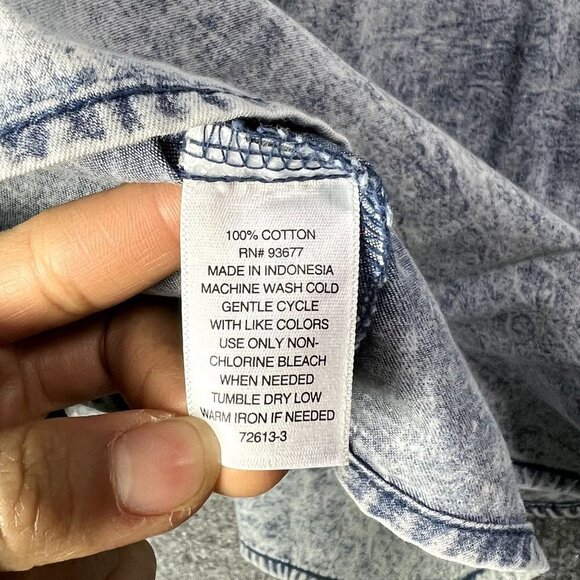 100% COTTON
RN# 93677
MADE IN INDONESIA
MACHINE WASH COLD
GENTLE CYCLE
WITH LIKE COLORS
USE ONLY NON-
CHLORINE BLEACH
WHEN NEEDED
TUMBLE DRY LOW
WARM IRON IF NEEDED
72613-3